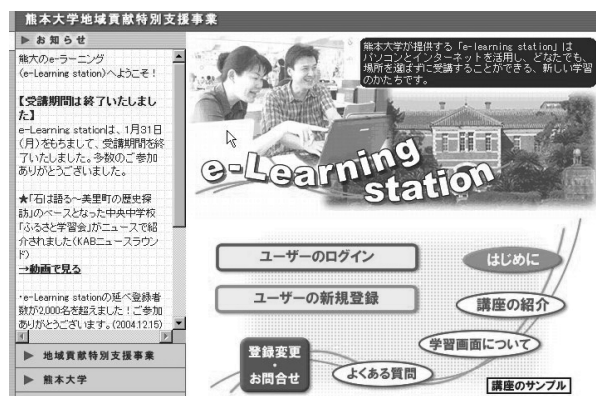 熊本大学地域貢献特別支援事業
▶ お知らせ
熊大のe-ラーニング
(e-Learning station)へようこそ!
【受講期間は終了いたしまし
た】
e-Learning stationは、1月31日
(月)をもちまして、受講期間を終
了いたしました。多数のご参加
ありがとうございました。
★「石は語る~美里町の歴史探
訪」のベースとなった中央中学校
「ふるさと学習会」がニュースで紹
介されました(KABニュースラウン
ド)
→動画で見る
・e-Learning stationの延べ登録者
数が2,000名を超えました!ご参加
ありがとうございます。(2004.12.15)
▶ 地域貢献特別支援事業
▶ 熊本大学
熊本大学が提供する「e-learning station」は
パソコンとインターネットを活用し、どなたでも、
場所を選ばずに受講することができる、新しい学習
のかたちです。
e-Learning
station
ユーザーのログイン
はじめに
ユーザーの新規登録
講座の紹介
学習画面について
登録変更
・
お問合せ
よくある質問
講座のサンプル